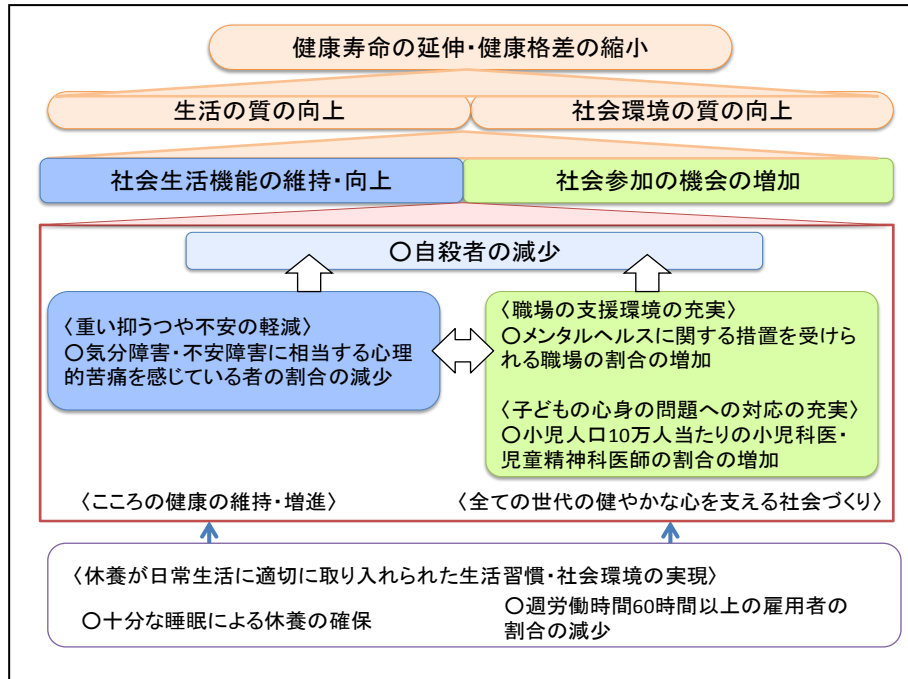 健康寿命の延伸・健康格差の縮小
生活の質の向上
社会環境の質の向上
社会生活機能の維持・向上
社会参加の機会の増加
○自殺者の減少
〈重い抑うつや不安の軽減〉
○気分障害・不安障害に相当する心理
的苦痛を感じている者の割合の減少
〈職場の支援環境の充実〉
○メンタルヘルスに関する措置を受けら
れる職場の割合の増加
〈子どもの心身の問題への対応の充実〉
○小児人口10万人当たりの小児科医・
児童精神科医師の割合の増加
〈こころの健康の維持・増進〉
〈全ての世代の健やかな心を支える社会づくり〉
〈休養が日常生活に適切に取り入れられた生活習慣・社会環境の実現〉
○十分な睡眠による休養の確保
○週労働時間60時間以上の雇用者の
割合の減少